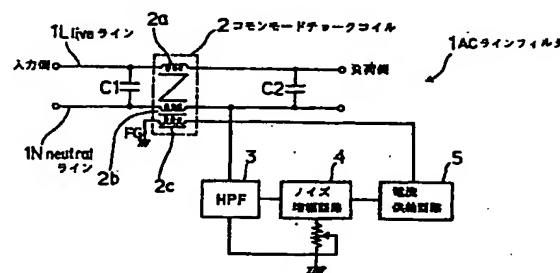 1L live ライン
2a
2 コモンモードチョークコイル
1 ACラインフィルタ
入力側
負荷側
C1
C2
1N neutral ライン
2b
FG
2c
3
4
5
HPF
ノイズ増幅回路
電流供給回路